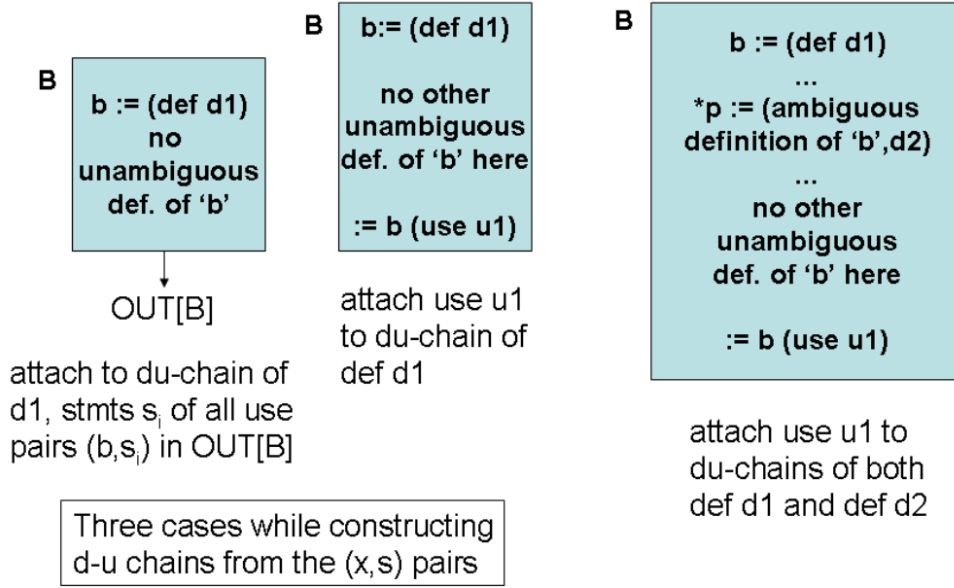 B
b := (def d1)
no
unambiguous
def. of ‘b’
OUT[B]
attach to du-chain of
d1, stmts sᵢ of all use
pairs (b,sᵢ) in OUT[B]
B
b:= (def d1)
no other
unambiguous
def. of ‘b’ here
:= b (use u1)
attach use u1
to du-chain of
def d1
B
b := (def d1)
...
*p := (ambiguous
definition of ‘b’,d2)
...
no other
unambiguous
def. of ‘b’ here
:= b (use u1)
attach use u1 to
du-chains of both
def d1 and def d2
Three cases while constructing
d-u chains from the (x,s) pairs